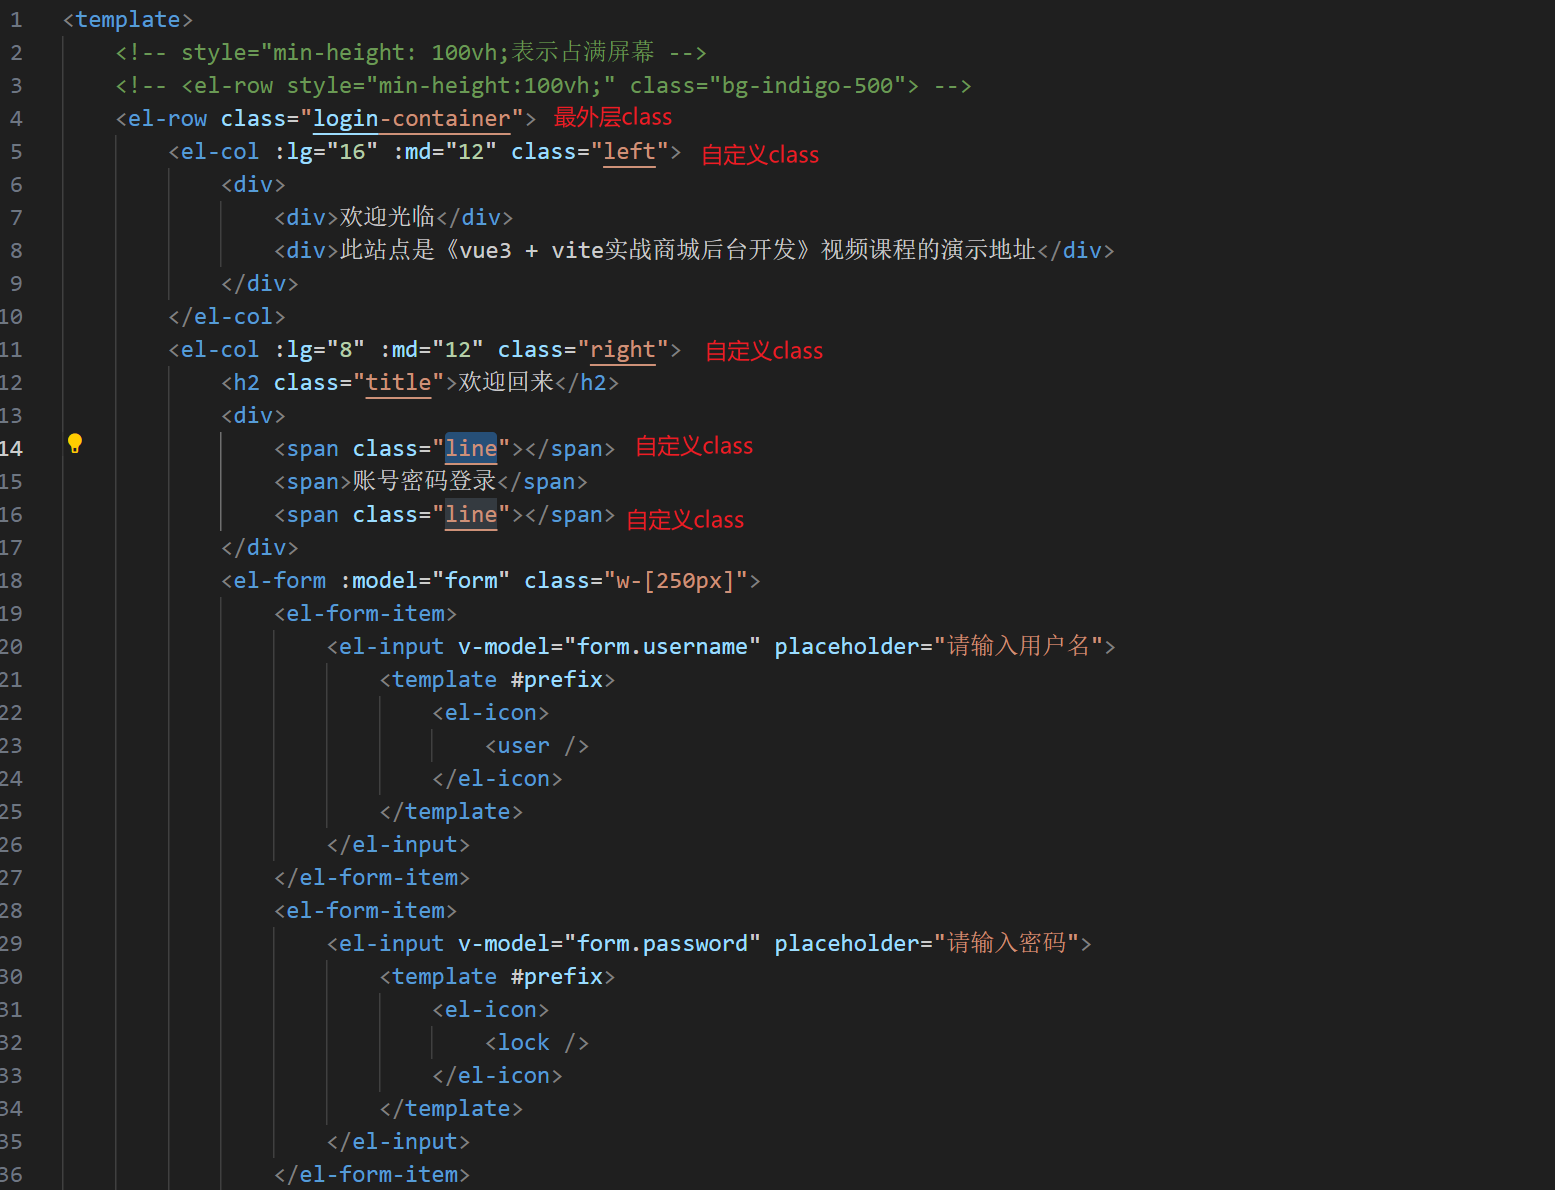 1 <template>
2 <!-- style="min-height: 100vh;表示占满屏幕 -->
3 <!-- <el-row style="min-height:100vh;" class="bg-indigo-500"> -->
4 <el-row class="login-container"> 最外层class
5 <el-col :lg="16" :md="12" class="left"> 自定义class
6 <div>
7 <div>欢迎光临</div>
8 <div>此站点是《vue3 + vite实战商城后台开发》视频课程的演示地址</div>
9 </div>
10 </el-col>
11 <el-col :lg="8" :md="12" class="right"> 自定义class
12 <h2 class="title">欢迎回来</h2>
13 <div>
14 <span class="line"></span> 自定义class
15 <span>账号密码登录</span>
16 <span class="line"></span> 自定义class
17 </div>
18 <el-form :model="form" class="w-[250px]">
19 <el-form-item>
20 <el-input v-model="form.username" placeholder="请输入用户名">
21 <template #prefix>
22 <el-icon>
23 <user />
24 </el-icon>
25 </template>
26 </el-input>
27 </el-form-item>
28 <el-form-item>
29 <el-input v-model="form.password" placeholder="请输入密码">
30 <template #prefix>
31 <el-icon>
32 <lock />
33 </el-icon>
34 </template>
35 </el-input>
36 </el-form-item>